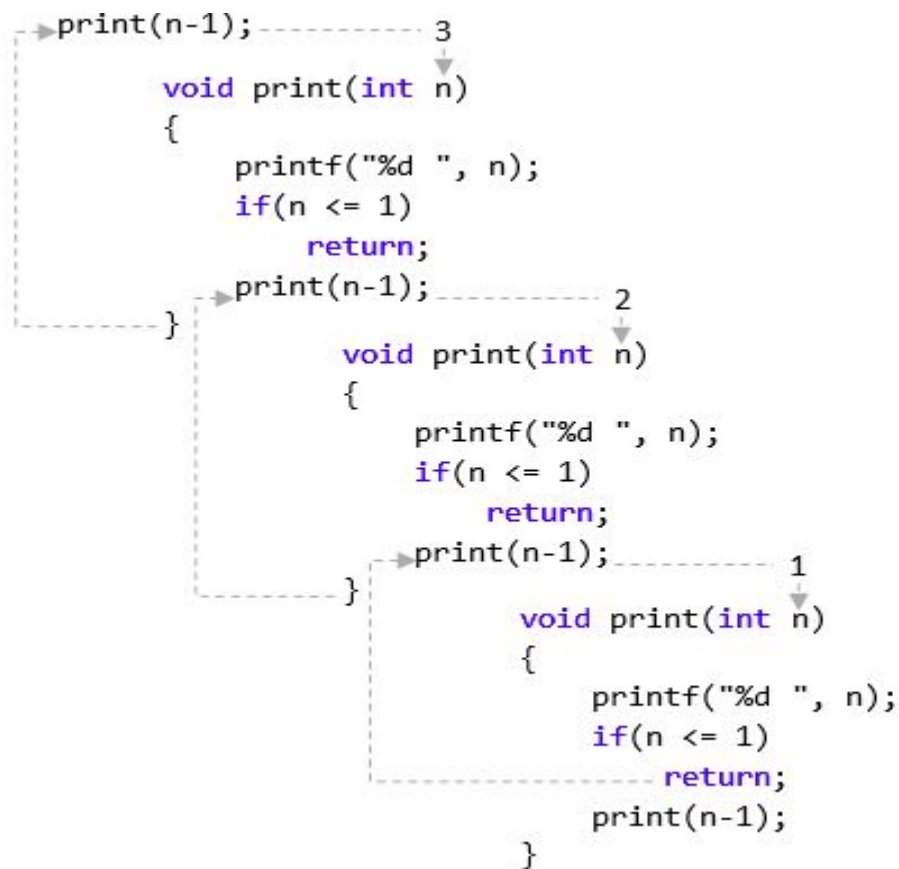 print(n-1); 3
void print(int n)
{
printf("%d ", n);
if(n <= 1)
return;
print(n-1); 2
}
void print(int n)
{
printf("%d ", n);
if(n <= 1)
return;
print(n-1); 1
}
void print(int n)
{
printf("%d ", n);
if(n <= 1)
return;
print(n-1);
}